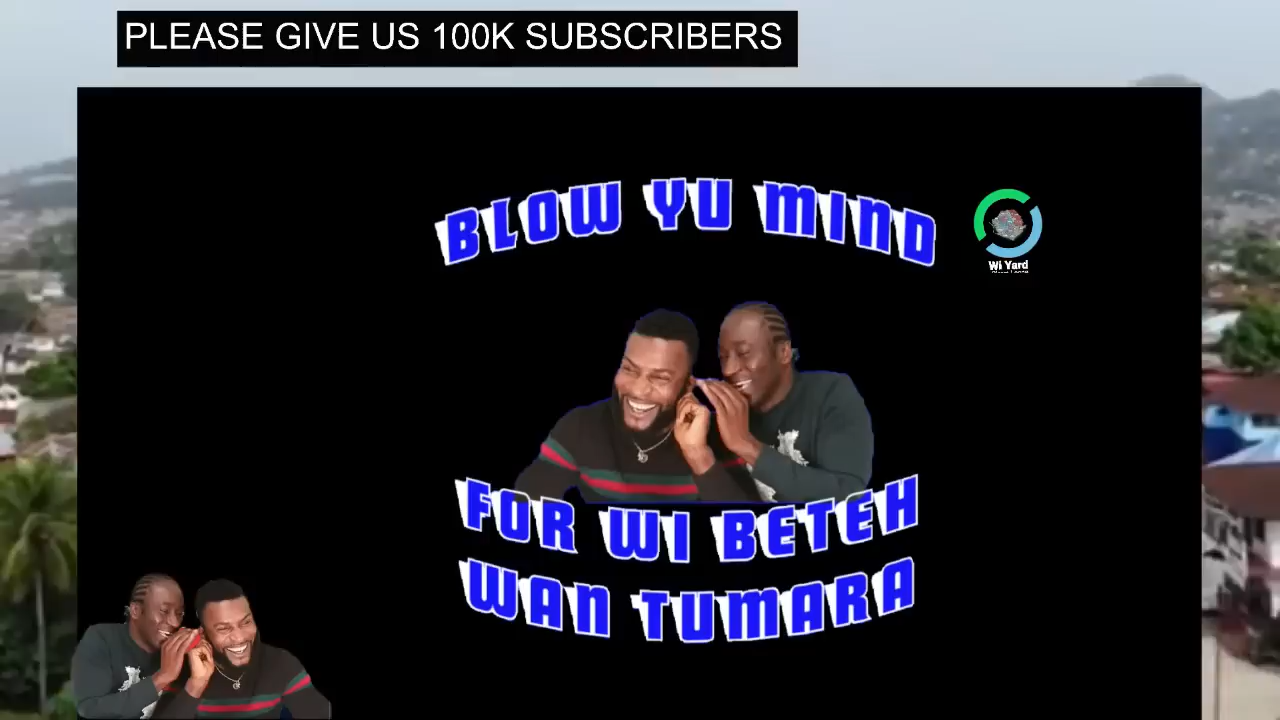 PLEASE GIVE US 100K SUBSCRIBERS
BLOW YU MIND
Wi Yard
FOR WI BETEH
WAN TUMARA